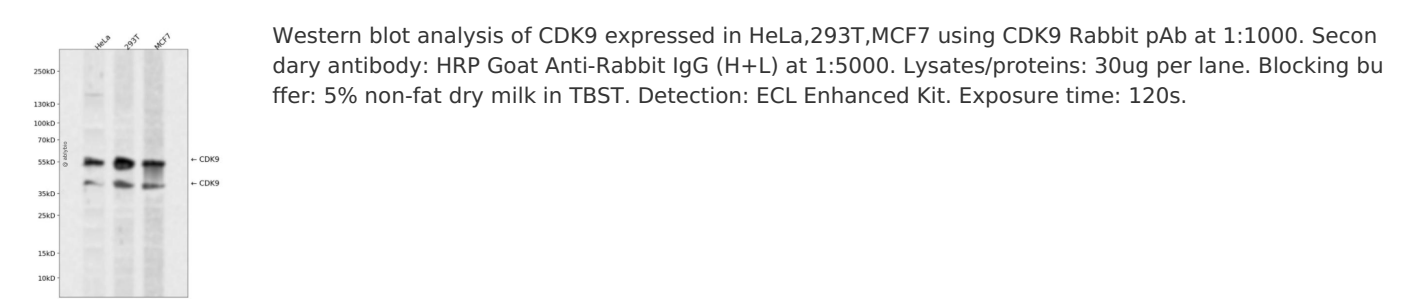 HeLa 293T MCF7
250kD
130kD
100kD
70kD
55kD
35kD
25kD
15kD
10kD
← CDK9
← CDK9
Western blot analysis of CDK9 expressed in HeLa,293T,MCF7 using CDK9 Rabbit pAb at 1:1000. Secon
dary antibody: HRP Goat Anti-Rabbit IgG (H+L) at 1:5000. Lysates/proteins: 30ug per lane. Blocking bu
ffer: 5% non-fat dry milk in TBST. Detection: ECL Enhanced Kit. Exposure time: 120s.